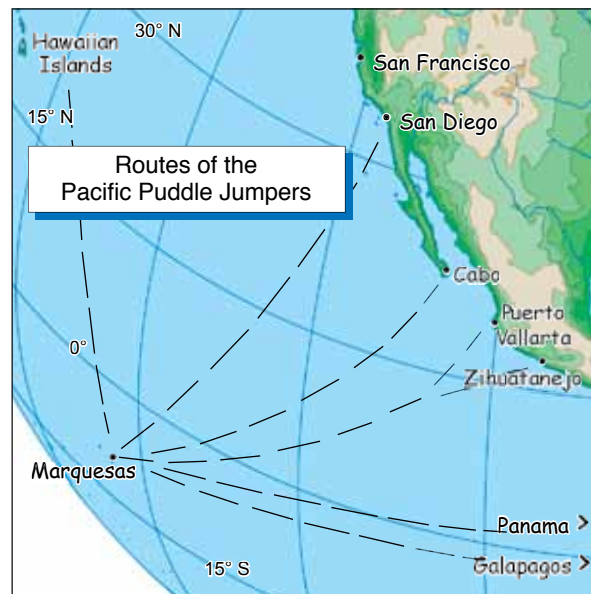 30° N
Hawaiian
Islands
San Francisco
15° N
San Diego
Routes of the
Pacific Puddle Jumpers
Cabo
Puerto
Vallarta
0°
Zihuatanejo
Marquesas
Panama >
Galapagos >
15° S